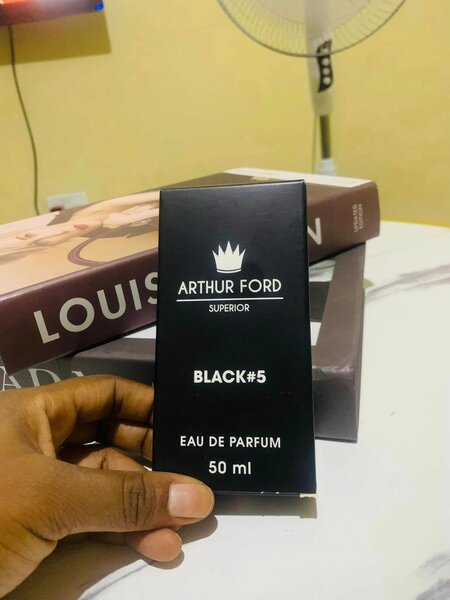 ARTHUR FORD
SUPERIOR
BLACK#5
EAU DE PARFUM
50 ml
LOUIS
N